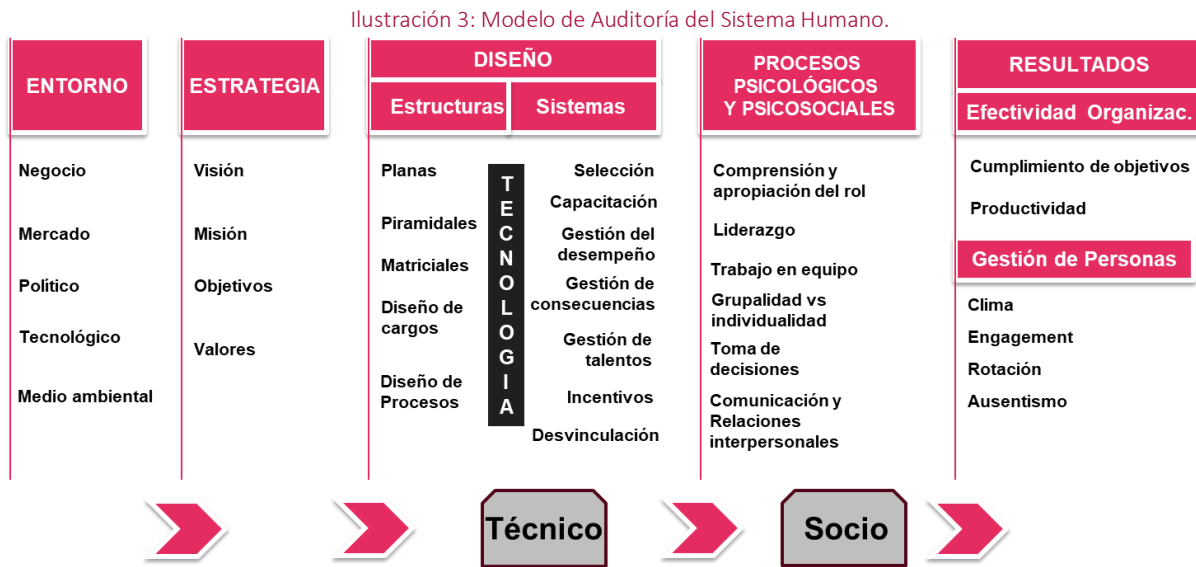 Ilustración 3: Modelo de Auditoría del Sistema Humano.
ENTORNO
Negocio
Mercado
Político
Tecnológico
Medio ambiental
ESTRATEGIA
Visión
Misión
Objetivos
Valores
DISEÑO
Estructuras
Planas
Piramidales
Matriciales
Diseño de
cargos
Diseño de
Procesos
TECNOLOGIA
Sistemas
Selección
Capacitación
Gestión del
desempeño
Gestión de
consecuencias
Gestión de
talentos
Incentivos
Desvinculación
PROCESOS
PSICOLÓGICOS
Y PSICOSOCIALES
Comprensión y
apropiación del rol
Liderazgo
Trabajo en equipo
Grupalidad vs
individualidad
Toma de
decisiones
Comunicación y
Relaciones
interpersonales
RESULTADOS
Efectividad Organizac.
Cumplimiento de objetivos
Productividad
Gestión de Personas
Clima
Engagement
Rotación
Ausentismo
Técnico
Socio